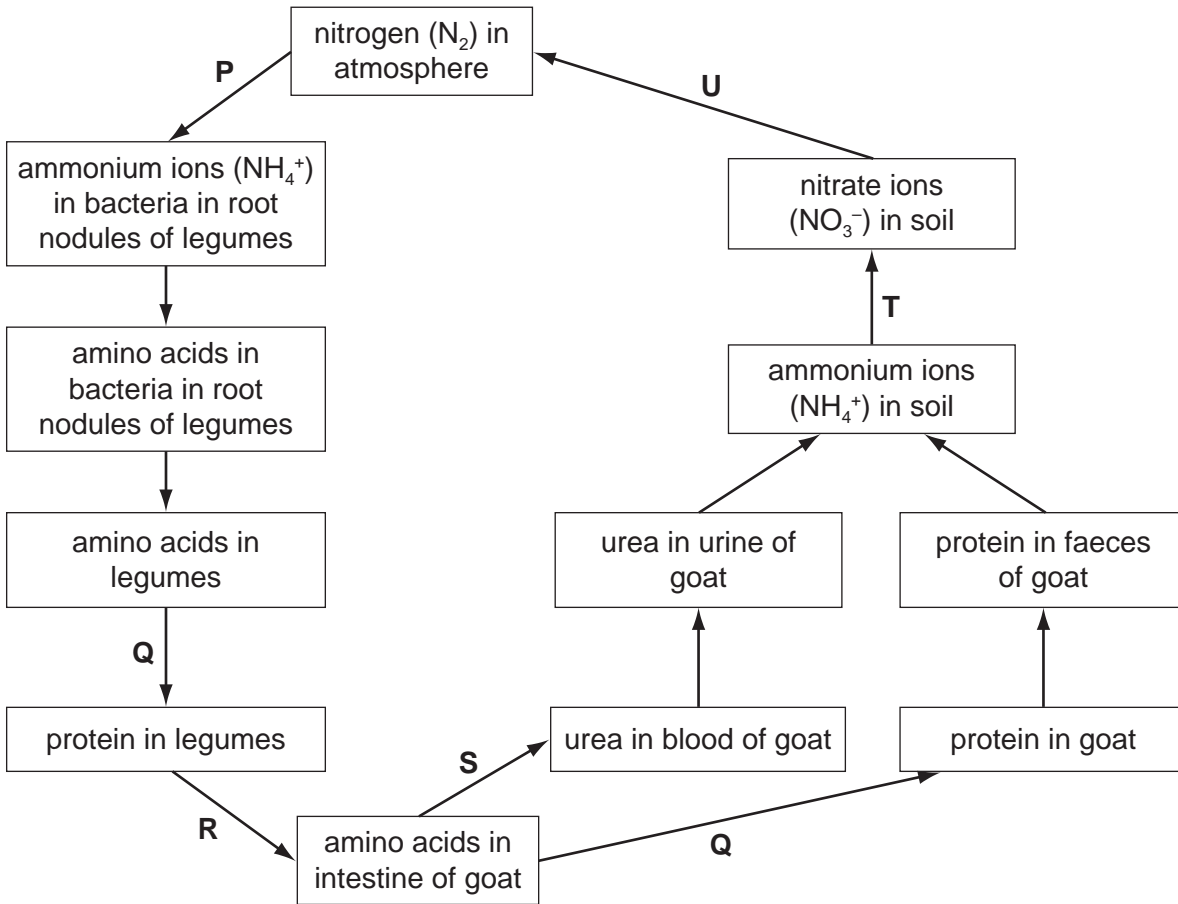 nitrogen (N₂) in
atmosphere
P
U
ammonium ions (NH₄⁺)
in bacteria in root
nodules of legumes
nitrate ions
(NO₃⁻) in soil
T
amino acids in
bacteria in root
nodules of legumes
ammonium ions
(NH₄⁺) in soil
amino acids in
legumes
urea in urine of
goat
protein in faeces
of goat
Q
protein in legumes
urea in blood of goat
protein in goat
S
R
Q
amino acids in
intestine of goat